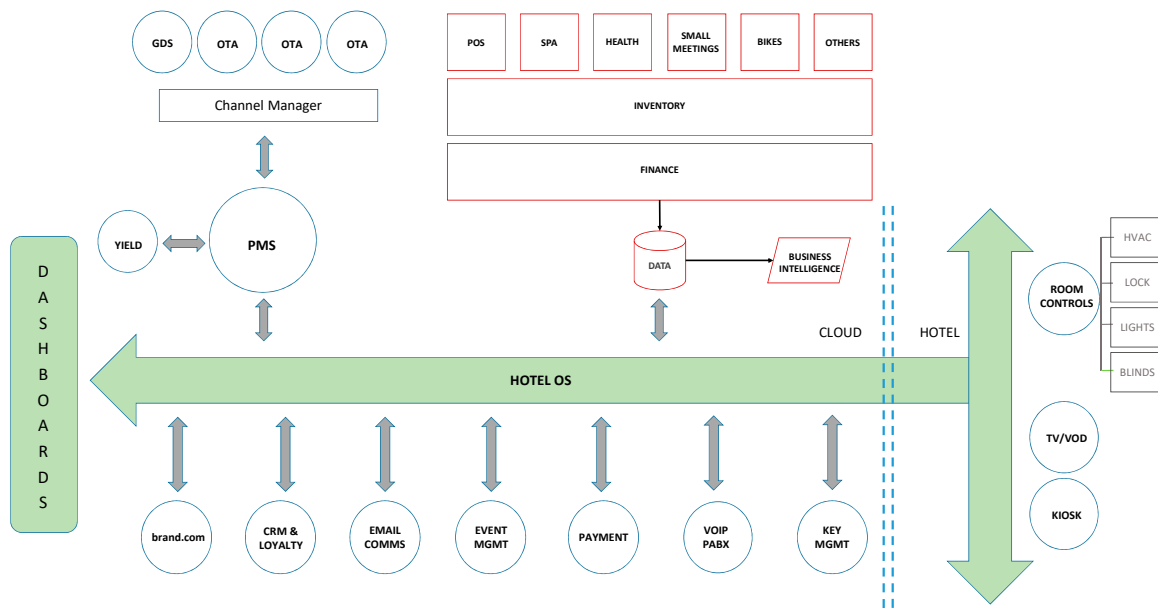 GDS
OTA
OTA
OTA
POS
SPA
HEALTH
SMALL
MEETINGS
BIKES
OTHERS
Channel Manager
INVENTORY
FINANCE
YIELD
PMS
DATA
BUSINESS
INTELLIGENCE
HVAC
LOCK
LIGHTS
BLINDS
ROOM
CONTROLS
CLOUD
HOTEL
DASHBOARDS
HOTEL OS
TV/VOD
KIOSK
brand.com
CRM &
LOYALTY
EMAIL
COMMS
EVENT
MGMT
PAYMENT
VOIP
PABX
KEY
MGMT